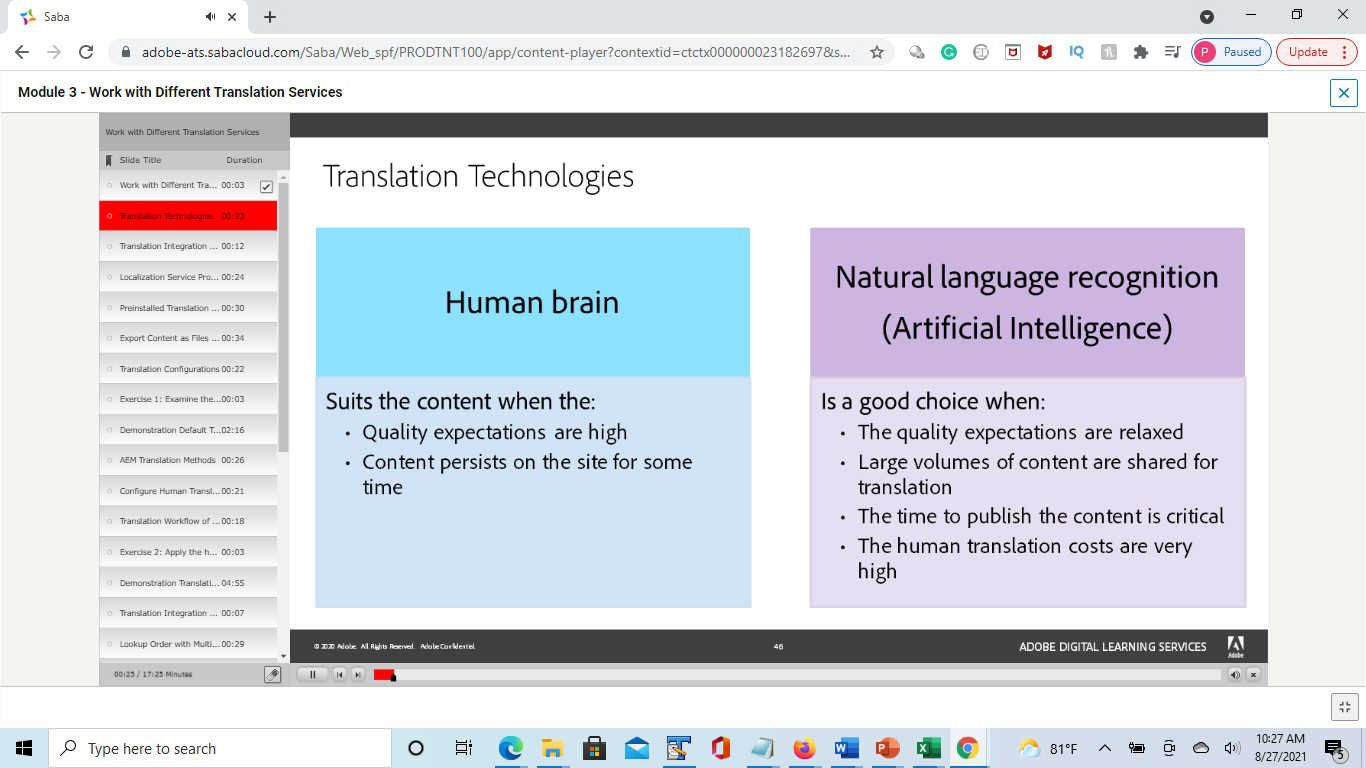 Saba
adobe-ats.sabacloud.com/Saba/Web_spf/PRODTNT100/app/content-player?contextid=ctctx0000000231826978&s...
P Paused
Update
Module 3 - Work with Different Translation Services
Work with Different Translation Services
Slide Title Duration
Work with Different Tra... 00:03
Translation Technologies 00:23
Translation Integration ... 00:12
Localization Service Pro... 00:24
Preinstalled Translation ... 00:30
Export Content as Files ... 00:34
Translation Configurations 00:22
Exercise 1: Examine the... 00:03
Demonstration Default T... 02:16
AEM Translation Methods 00:26
Configure Human Transl... 00:21
Translation Workflow of ... 00:18
Exercise 2: Apply the h... 00:03
Demonstration Translati... 04:55
Translation Integration ... 00:07
Lookup Order with Multi... 00:29
00:25 / 17:25 Minutes
Translation Technologies
Human brain
Suits the content when the:
• Quality expectations are high
• Content persists on the site for some
time
Natural language recognition
(Artificial Intelligence)
Is a good choice when:
• The quality expectations are relaxed
• Large volumes of content are shared for
translation
• The time to publish the content is critical
• The human translation costs are very
high
© 2020 Adobe. All Rights Reserved. Adobe Confidential.
46
ADOBE DIGITAL LEARNING SERVICES
Adobe
Type here to search
81°F
10:27 AM
8/27/2021
5